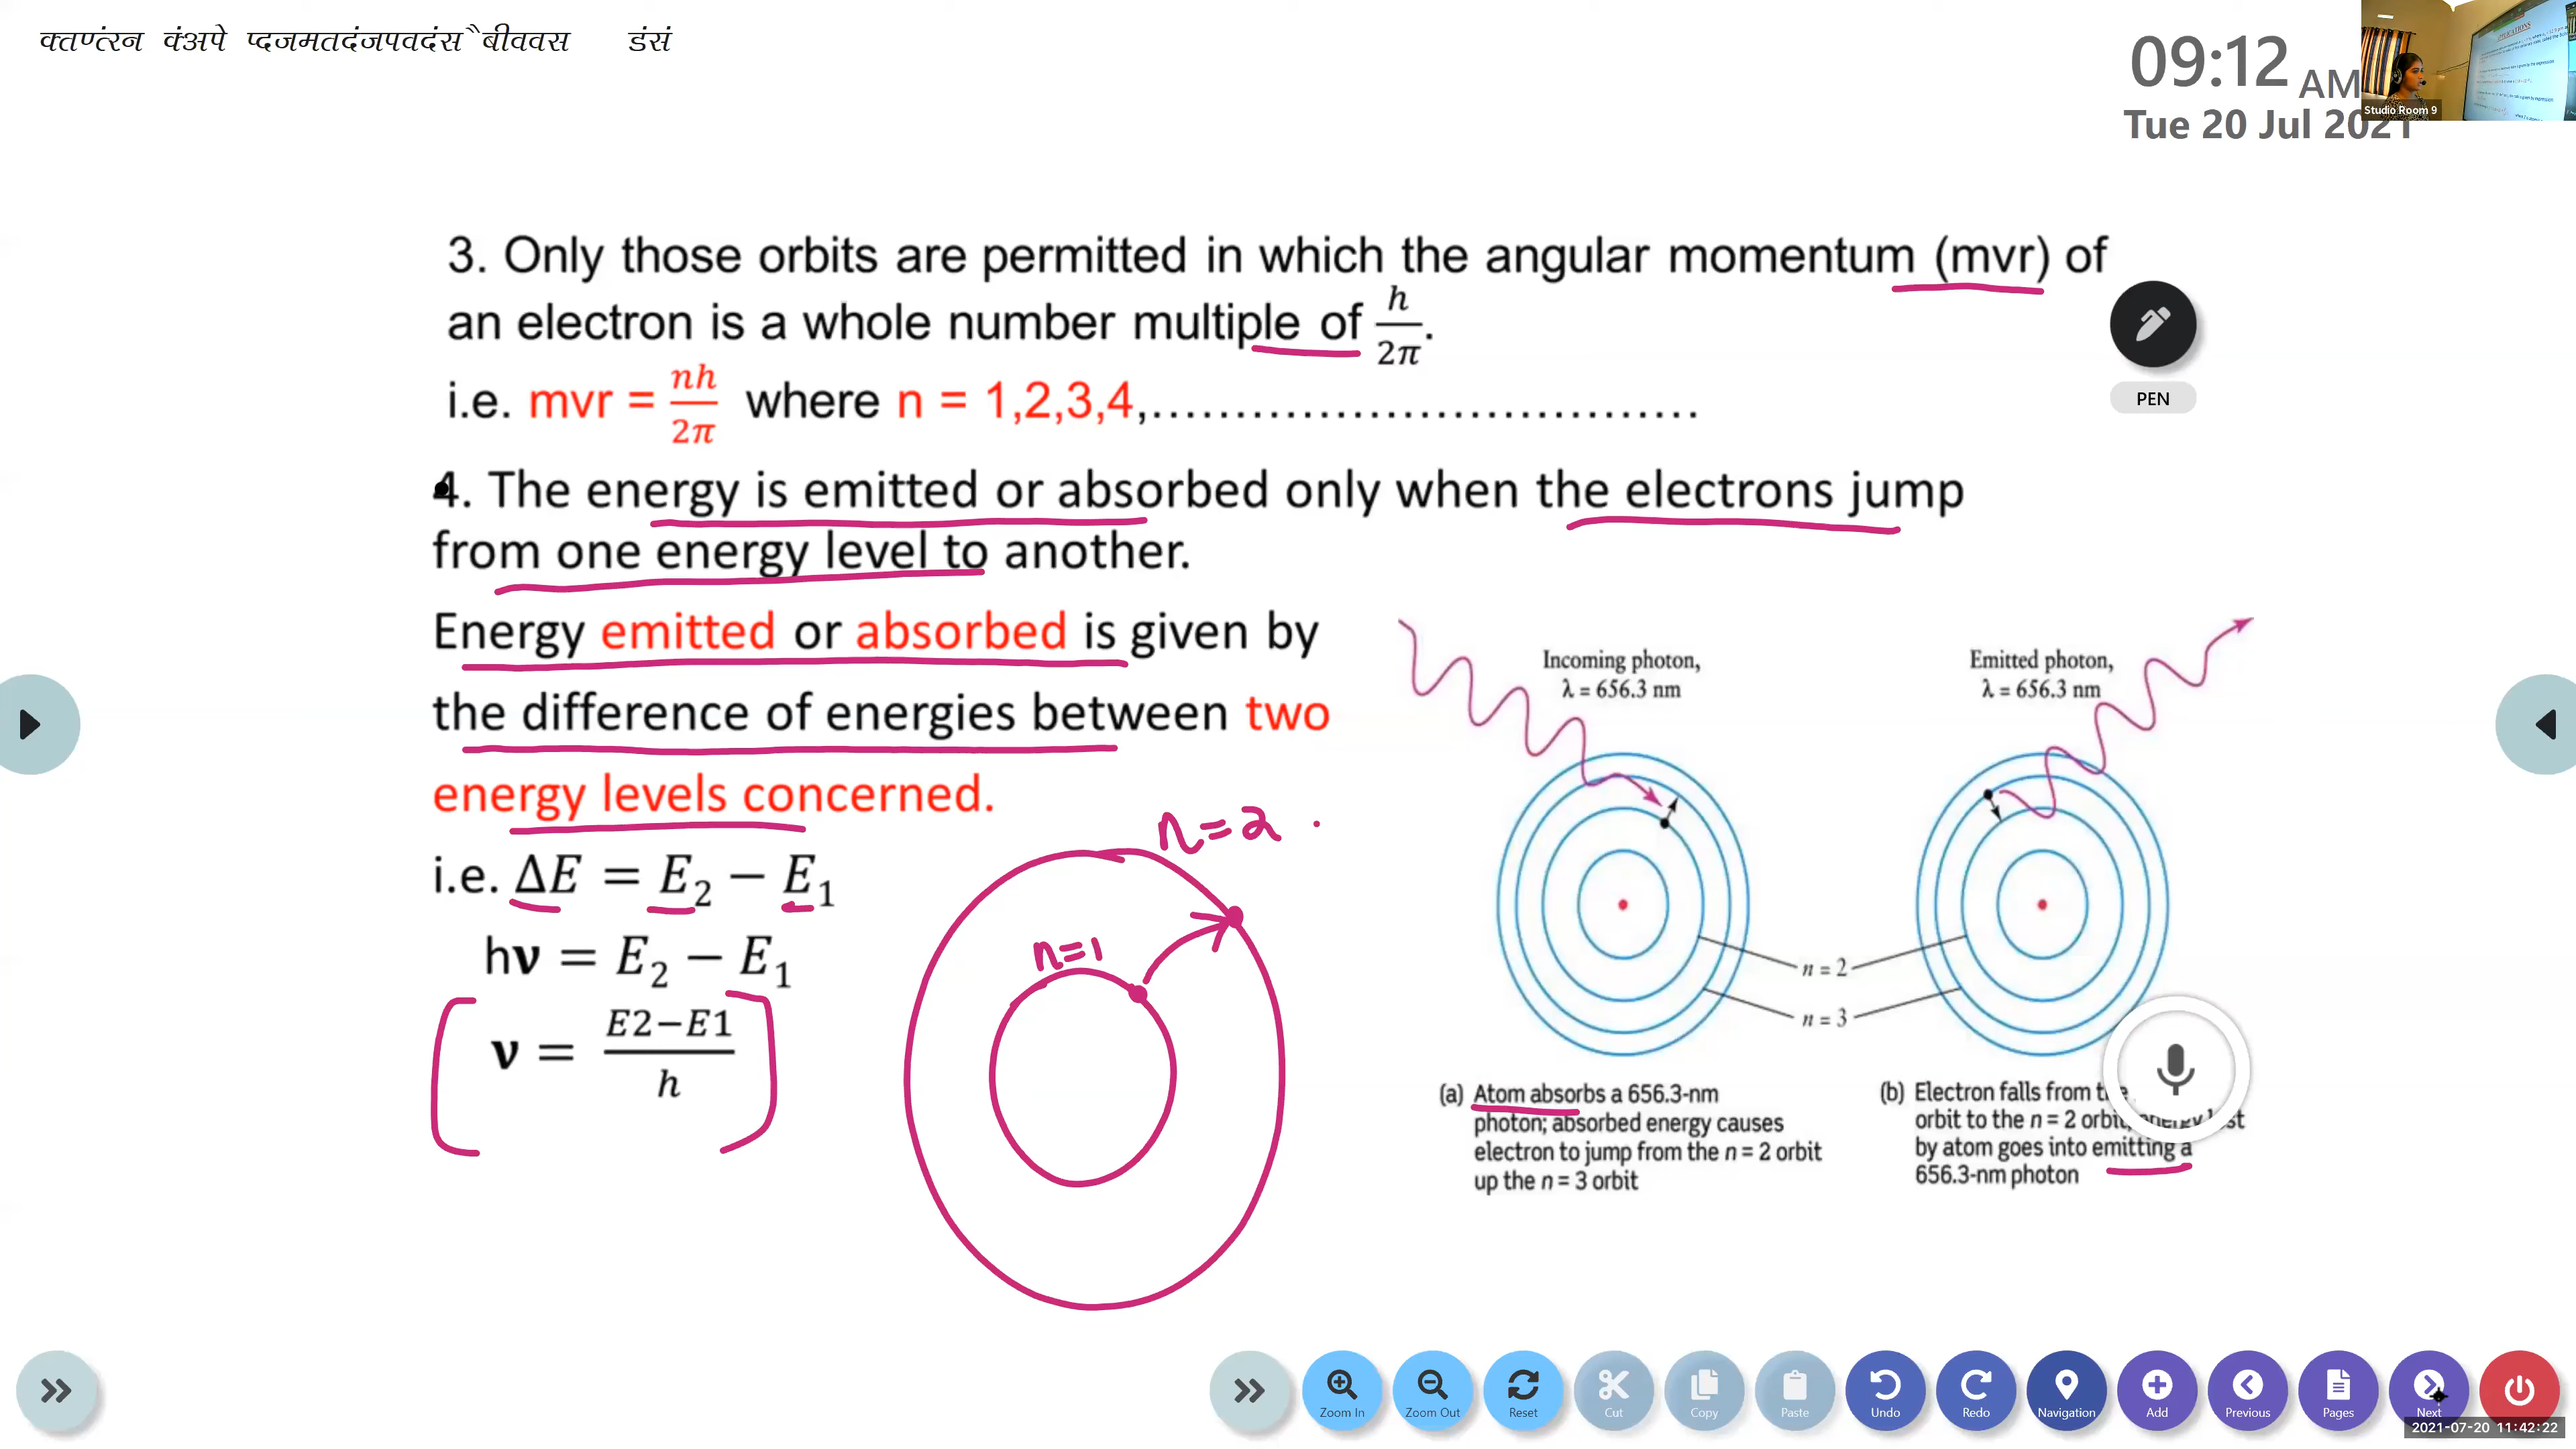 क्तण्ंरन कंअपे प्दजमतदंजपवदंस ैबीववस डंसं
09:12 AM
Tue 20 Jul 2021
Studio Room 9
3. Only those orbits are permitted in which the angular momentum (mvr) of
an electron is a whole number multiple of h/2π.
i.e. mvr = nh/2π where n = 1,2,3,4,.................................
PEN
4. The energy is emitted or absorbed only when the electrons jump
from one energy level to another.
Energy emitted or absorbed is given by
the difference of energies between two
energy levels concerned.
i.e. ΔE = E₂ − E₁
hν = E₂ − E₁
ν = E2−E1/h
n=2
n=1
Incoming photon,
λ = 656.3 nm
Emitted photon,
λ = 656.3 nm
n = 2
n = 3
(a) Atom absorbs a 656.3-nm
photon; absorbed energy causes
electron to jump from the n = 2 orbit
up the n = 3 orbit
(b) Electron falls from
orbit to the n = 2 orbit, energy
by atom goes into emitting a
656.3-nm photon
Zoom In
Zoom Out
Reset
Cut
Copy
Paste
Undo
Redo
Navigation
Add
Previous
Pages
Next
2021-07-20 11:42:22